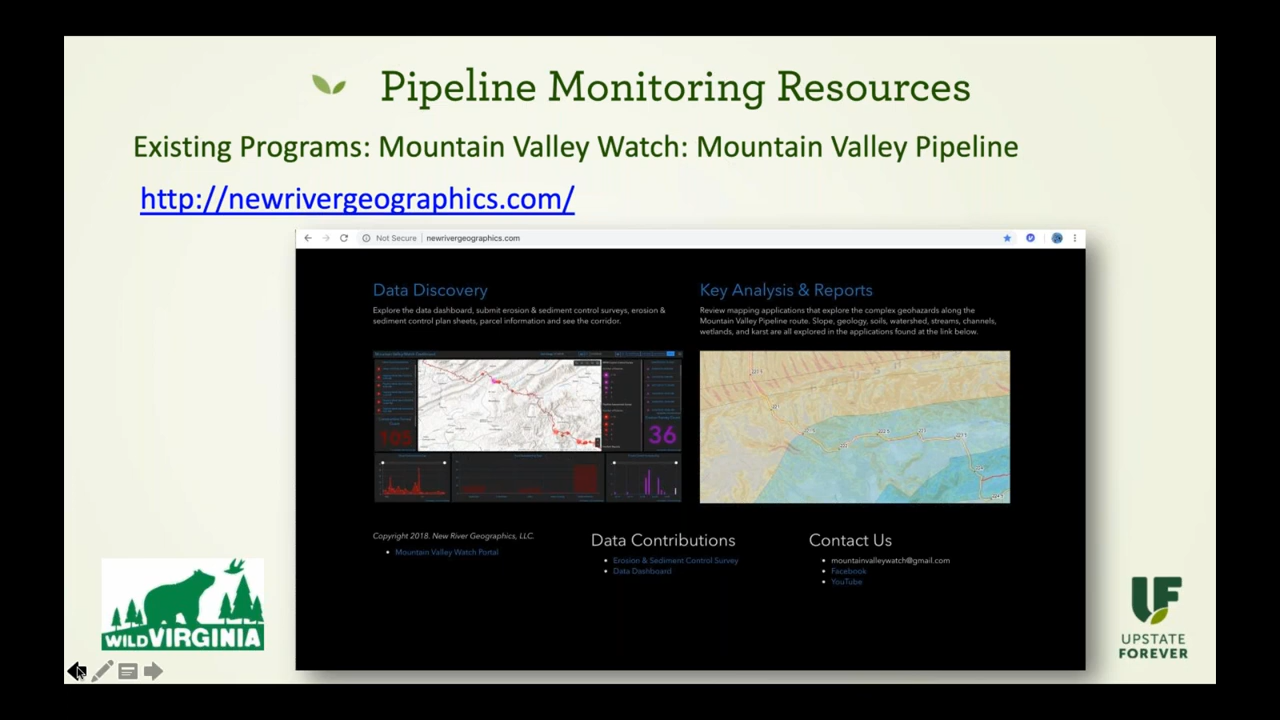 Pipeline Monitoring Resources
Existing Programs: Mountain Valley Watch: Mountain Valley Pipeline
http://newrivergeographics.com/
Not Secure | newrivergeographics.com
Data Discovery
Explore the data dashboard, submit erosion & sediment control surveys, erosion &
sediment control plan sheets, parcel information and see the corridor.
Key Analysis & Reports
Review mapping applications that explore the complex geohazards along the
Mountain Valley Pipeline route. Slope, geology, soils, watershed, streams, channels,
wetlands, and karst are all explored in the applications found at the link below.
105
36
Copyright 2018. New River Geographics, LLC.
Mountain Valley Watch Portal
Data Contributions
Erosion & Sediment Control Survey
Data Dashboard
Contact Us
mountainvalleywatch@gmail.com
Facebook
YouTube
WILD VIRGINIA
UF
UPSTATE
FOREVER